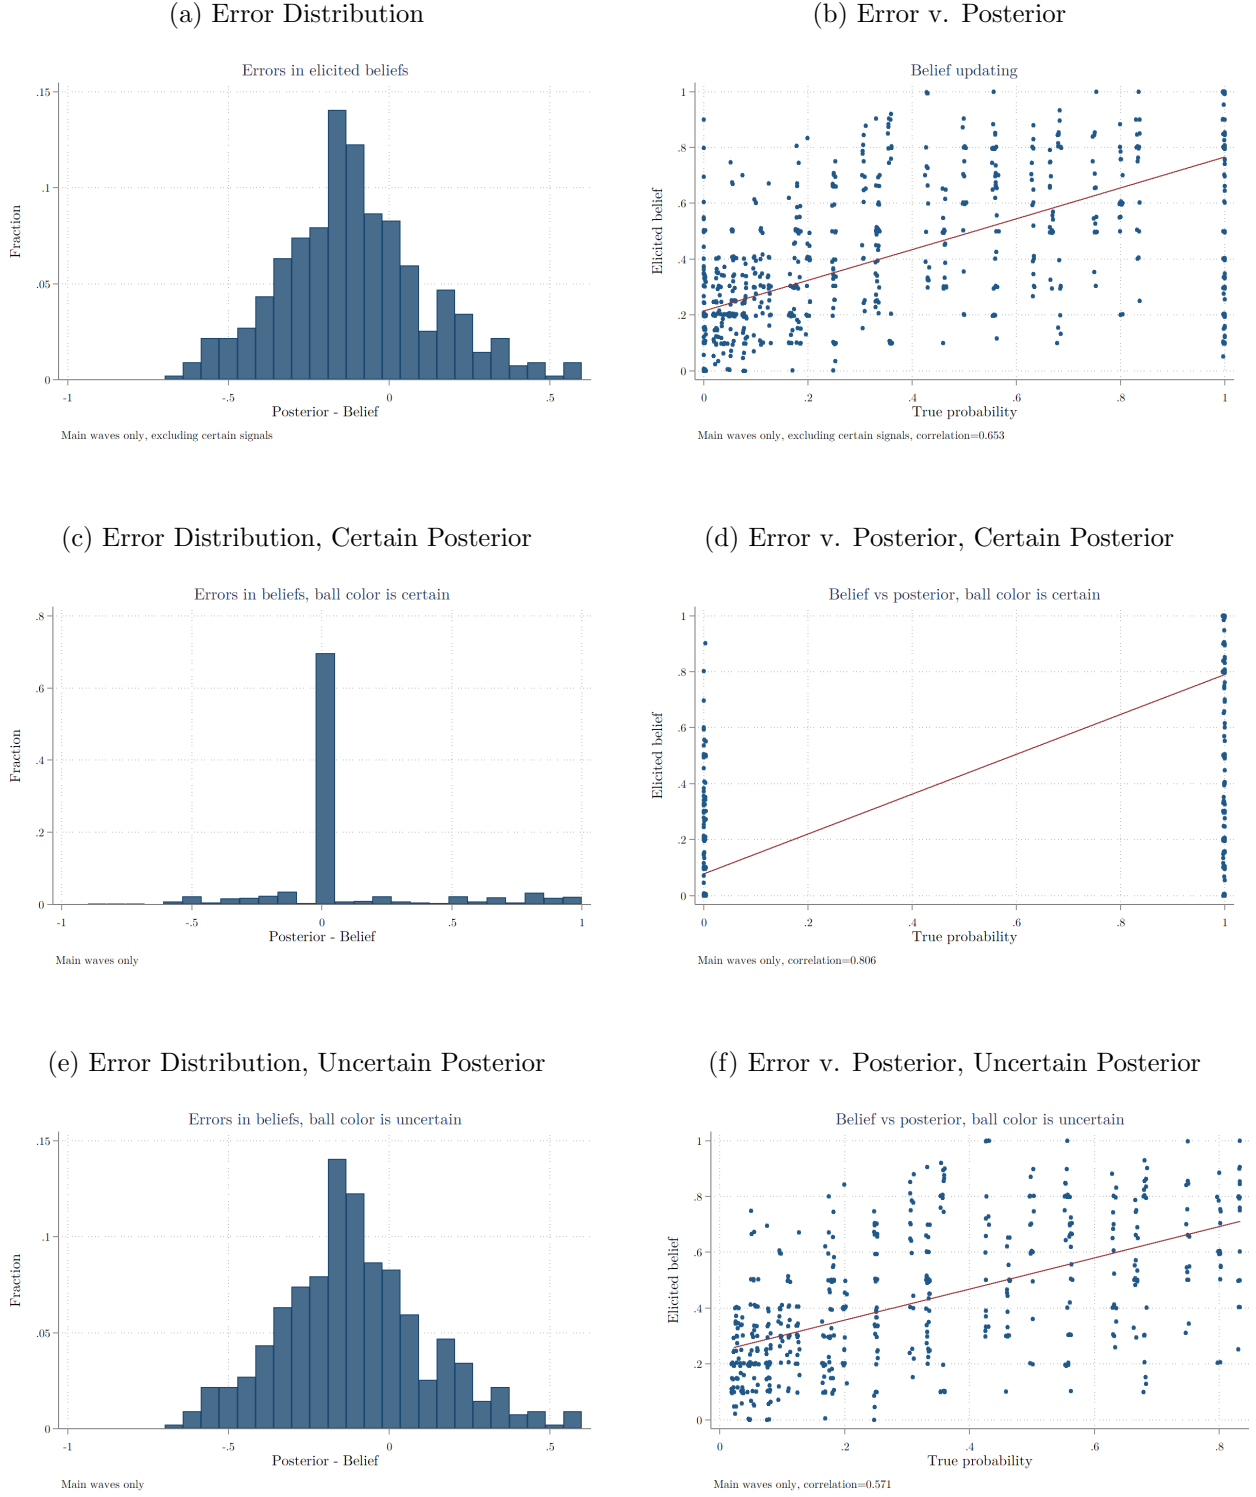 (a) Error Distribution
Errors in elicited beliefs
.15
.1
.05
0
Fraction
-1
-.5
0
.5
Posterior - Belief
Main waves only, excluding certain signals
(b) Error v. Posterior
Belief updating
1
.8
.6
.4
.2
0
Elicited belief
0
.2
.4
.6
.8
1
True probability
Main waves only, excluding certain signals, correlation=0.653
(c) Error Distribution, Certain Posterior
Errors in beliefs, ball color is certain
.8
.6
.4
.2
0
Fraction
-1
-.5
0
.5
1
Posterior - Belief
Main waves only
(d) Error v. Posterior, Certain Posterior
Belief vs posterior, ball color is certain
1
.8
.6
.4
.2
0
Elicited belief
0
.2
.4
.6
.8
1
True probability
Main waves only, correlation=0.806
(e) Error Distribution, Uncertain Posterior
Errors in beliefs, ball color is uncertain
.15
.1
.05
0
Fraction
-1
-.5
0
.5
Posterior - Belief
Main waves only
(f) Error v. Posterior, Uncertain Posterior
Belief vs posterior, ball color is uncertain
1
.8
.6
.4
.2
0
Elicited belief
0
.2
.4
.6
.8
True probability
Main waves only, correlation=0.571